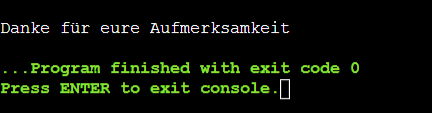 Danke für eure Aufmerksamkeit
...Program finished with exit code 0
Press ENTER to exit console.